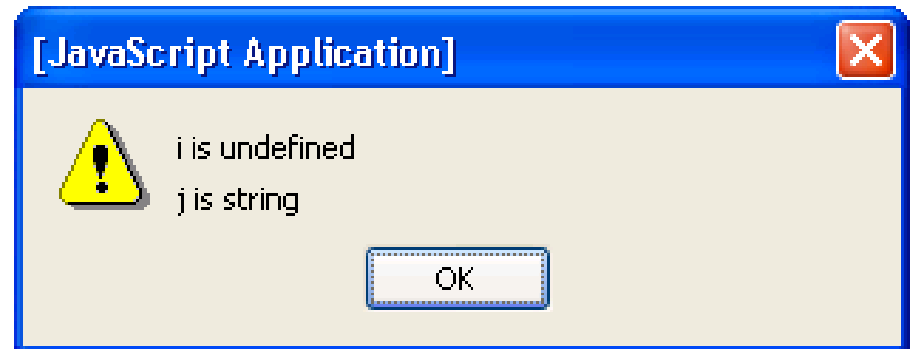 [JavaScript Application]
i is undefined
j is string
OK